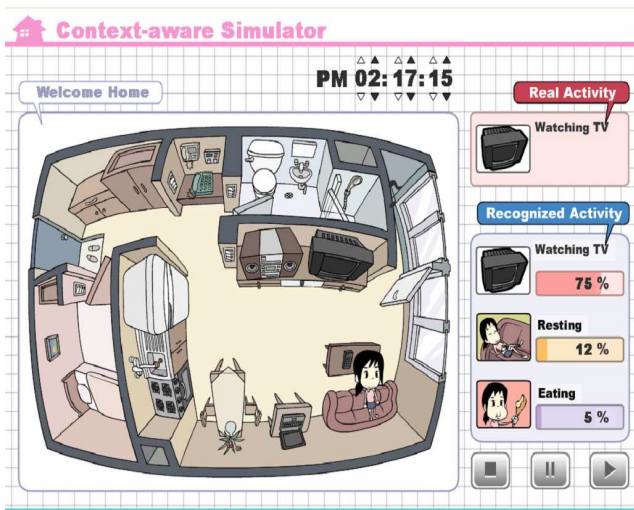 Context-aware Simulator
PM 02:17:15
Welcome Home
Real Activity
Watching TV
Recognized Activity
Watching TV
75 %
Resting
12 %
Eating
5 %